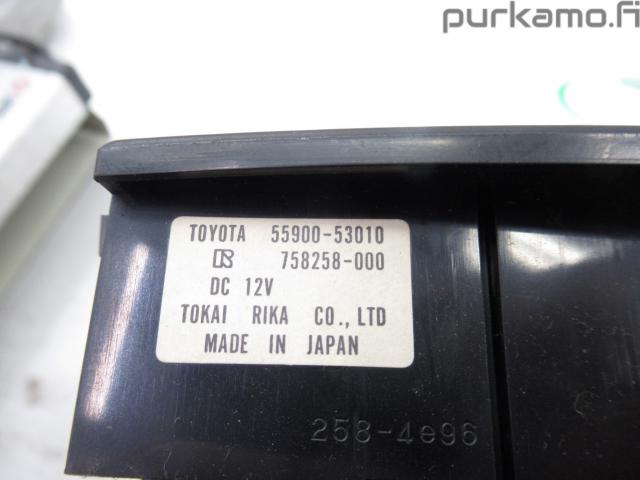 purkamo.fi
TOYOTA 55900-53010
758258-000
DC 12V
TOKAI RIKA CO.,LTD
MADE IN JAPAN
258-4e96